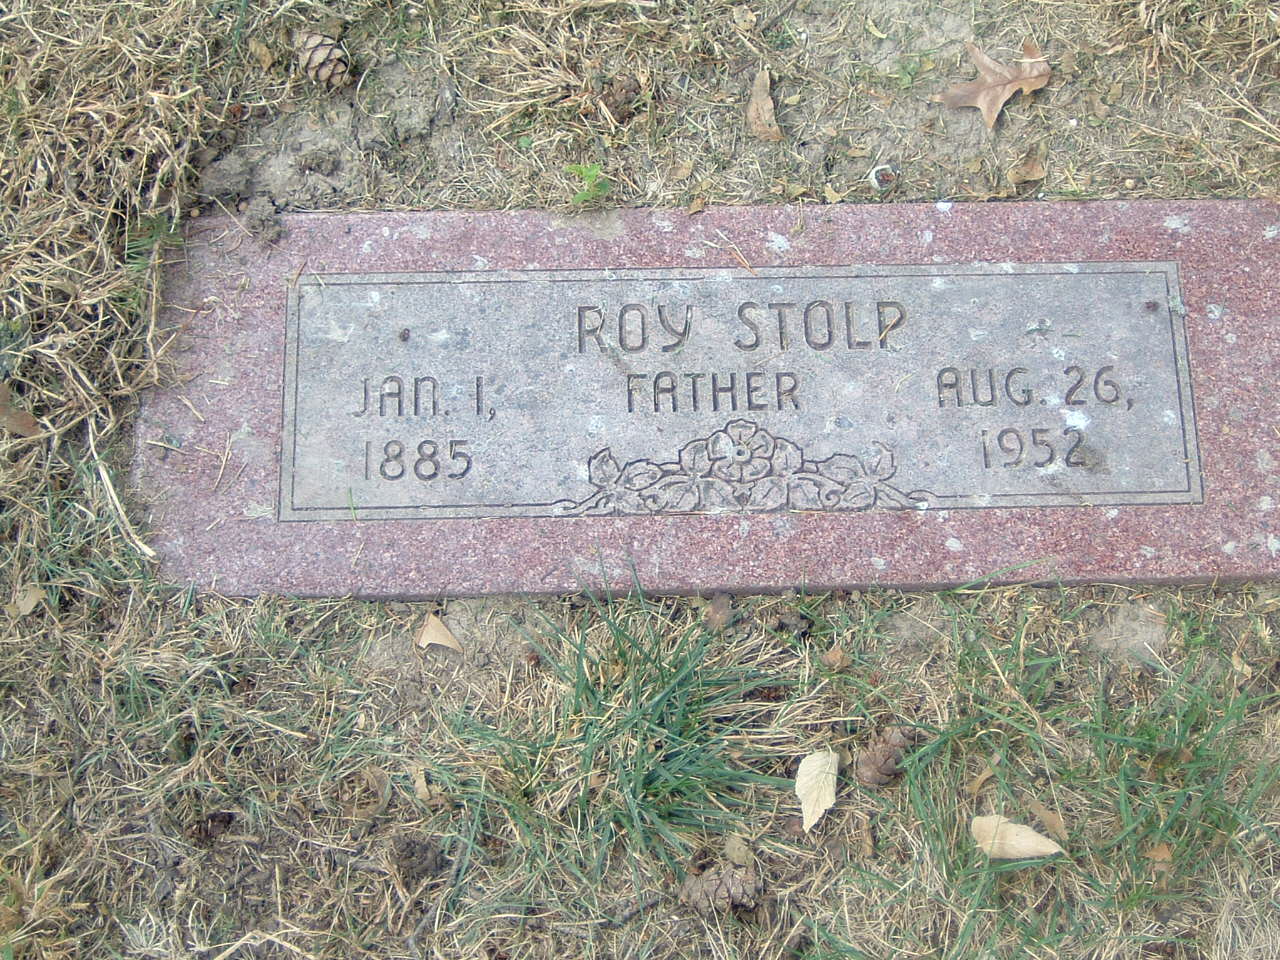 ROY STOLP
JAN. 1, FATHER AUG. 26,
1885 1952